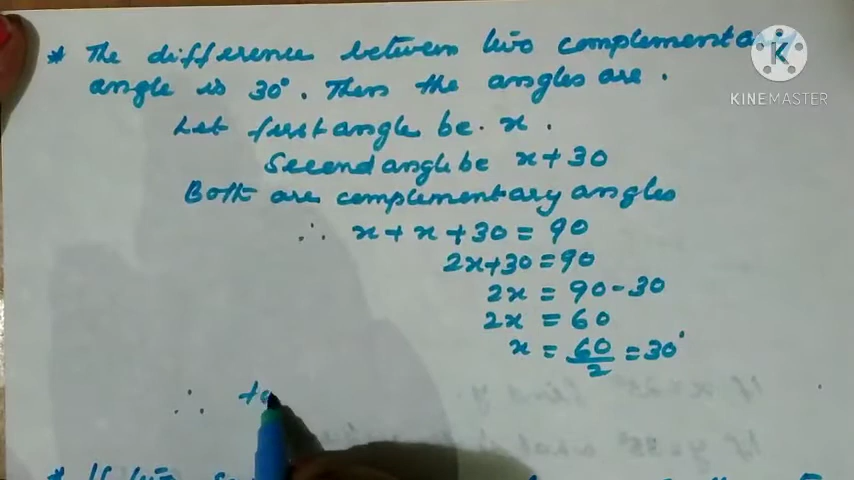 * The difference between two complementary
angle is 30°. Then the angles are.
Let first angle be. x.
Second angle be x + 30
Both are complementary angles
∴ x + x + 30 = 90
2x + 30 = 90
2x = 90 - 30
2x = 60
x = 60/2 = 30°
∴
* If two
KINEMASTER